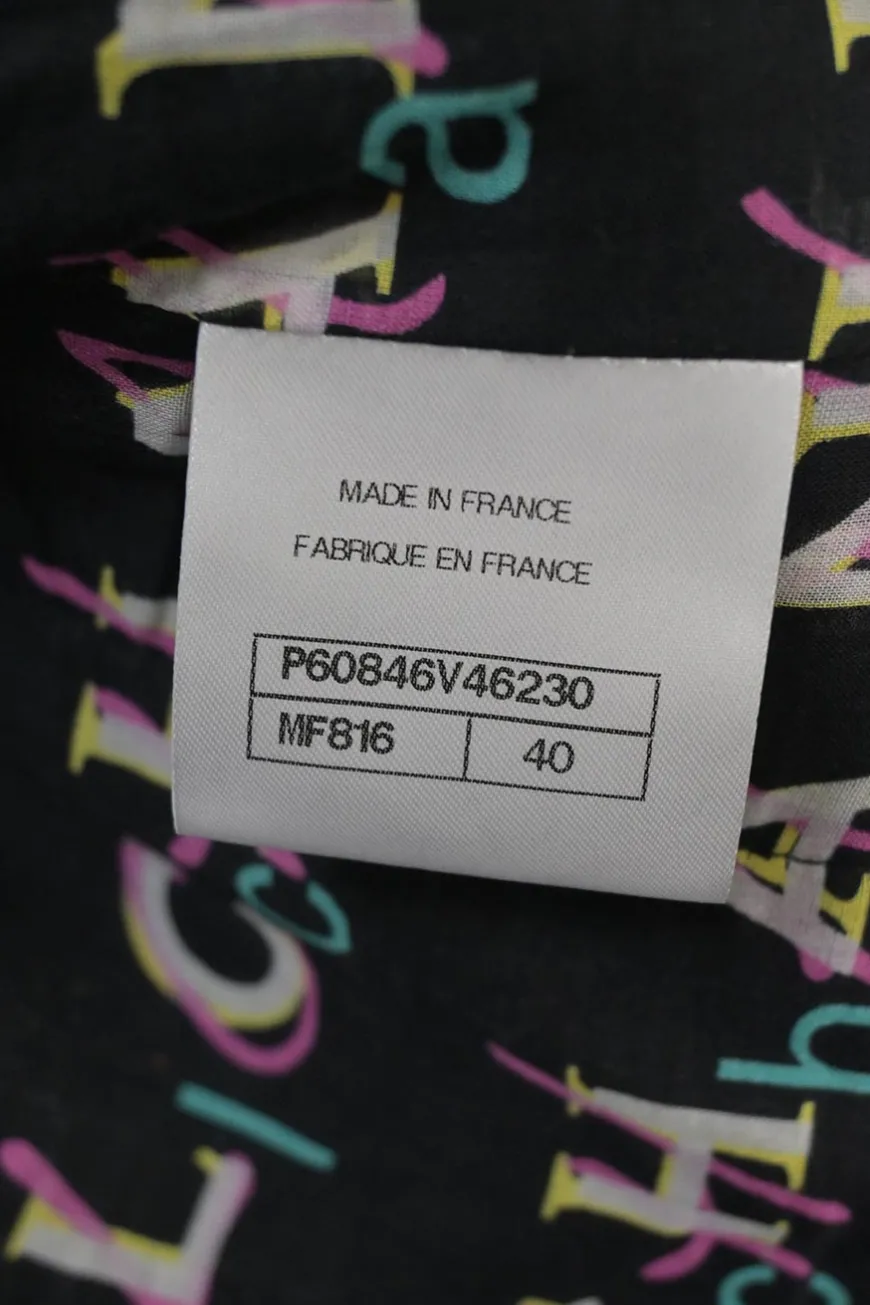 MADE IN FRANCE
FABRIQUE EN FRANCE
P60846V46230
MF816 40